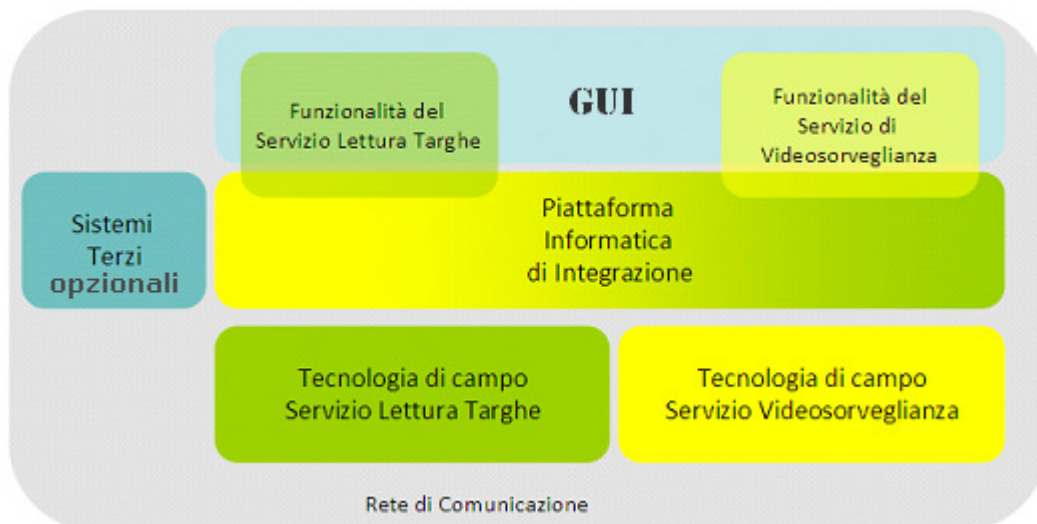 Funzionalità del
Servizio Lettura Targhe
GUI
Funzionalità del
Servizio di
Videosorveglianza
Sistemi
Terzi
opzionali
Piattaforma
Informatica
di Integrazione
Tecnologia di campo
Servizio Lettura Targhe
Tecnologia di campo
Servizio Videosorveglianza
Rete di Comunicazione